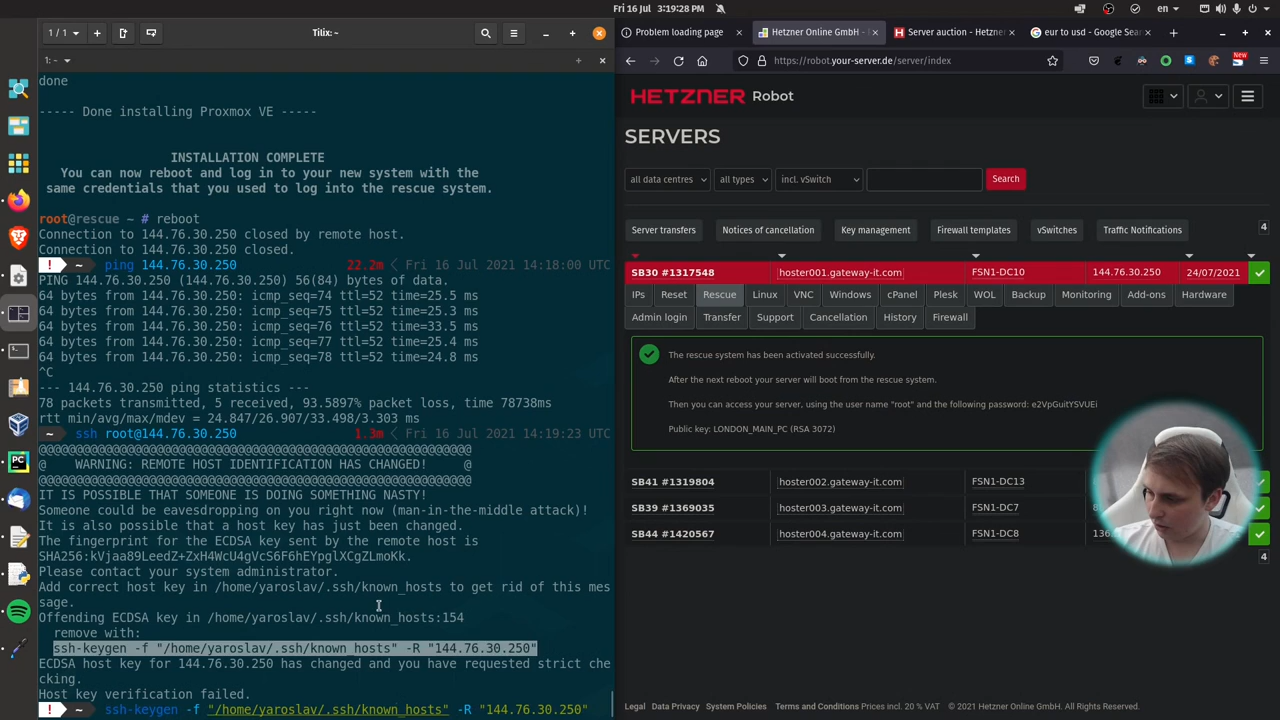 Fri 16 Jul 3:19:28 PM
en
1 / 1
Tilix: ~
1: ~
done
----- Done installing Proxmox VE -----
INSTALLATION COMPLETE
You can now reboot and log in to your new system with the
same credentials that you used to log into the rescue system.
root@rescue ~ # reboot
Connection to 144.76.30.250 closed by remote host.
Connection to 144.76.30.250 closed.
! ~ ping 144.76.30.250 22.2m < Fri 16 Jul 2021 14:18:00 UTC
PING 144.76.30.250 (144.76.30.250) 56(84) bytes of data.
64 bytes from 144.76.30.250: icmp_seq=74 ttl=52 time=25.5 ms
64 bytes from 144.76.30.250: icmp_seq=75 ttl=52 time=25.3 ms
64 bytes from 144.76.30.250: icmp_seq=76 ttl=52 time=33.5 ms
64 bytes from 144.76.30.250: icmp_seq=77 ttl=52 time=25.4 ms
64 bytes from 144.76.30.250: icmp_seq=78 ttl=52 time=24.8 ms
^C
--- 144.76.30.250 ping statistics ---
78 packets transmitted, 5 received, 93.5897% packet loss, time 78738ms
rtt min/avg/max/mdev = 24.847/26.907/33.498/3.303 ms
~ ssh root@144.76.30.250 1.3m < Fri 16 Jul 2021 14:19:23 UTC
@@@@@@@@@@@@@@@@@@@@@@@@@@@@@@@@@@@@@@@@@@@@@@@@@@@@@@@@@@@
@ WARNING: REMOTE HOST IDENTIFICATION HAS CHANGED! @
@@@@@@@@@@@@@@@@@@@@@@@@@@@@@@@@@@@@@@@@@@@@@@@@@@@@@@@@@@@
IT IS POSSIBLE THAT SOMEONE IS DOING SOMETHING NASTY!
Someone could be eavesdropping on you right now (man-in-the-middle attack)!
It is also possible that a host key has just been changed.
The fingerprint for the ECDSA key sent by the remote host is
SHA256:kVjaa89LeedZ+ZxH4WcU4gVcS6F6hEYpglXCgZLmoKk.
Please contact your system administrator.
Add correct host key in /home/yaroslav/.ssh/known_hosts to get rid of this mes
sage.
Offending ECDSA key in /home/yaroslav/.ssh/known_hosts:154
remove with:
ssh-keygen -f "/home/yaroslav/.ssh/known_hosts" -R "144.76.30.250"
ECDSA host key for 144.76.30.250 has changed and you have requested strict che
cking.
Host key verification failed.
! ~ ssh-keygen -f "/home/yaroslav/.ssh/known_hosts" -R "144.76.30.250"
Problem loading page
Hetzner Online GmbH -
Server auction - Hetzner
eur to usd - Google Sear
https://robot.your-server.de/server/index
New
HETZNER Robot
SERVERS
all data centres
all types
incl. vSwitch
Search
Server transfers
Notices of cancellation
Key management
Firewall templates
vSwitches
Traffic Notifications
4
SB30 #1317548 hoster001.gateway-it.com FSN1-DC10 144.76.30.250 24/07/2021
IPs Reset Rescue Linux VNC Windows cPanel Plesk WOL Backup Monitoring Add-ons Hardware
Admin login Transfer Support Cancellation History Firewall
The rescue system has been activated successfully.
After the next reboot your server will boot from the rescue system.
Then you can access your server, using the user name "root" and the following password: e2VpGuitYSVUEi
Public key: LONDON_MAIN_PC (RSA 3072)
SB41 #1319804 hoster002.gateway-it.com FSN1-DC13
SB39 #1369035 hoster003.gateway-it.com FSN1-DC7
SB44 #1420567 hoster004.gateway-it.com FSN1-DC8 136
4
Legal Data Privacy System Policies Terms and Conditions Prices incl. 20 % VAT © 2021 Hetzner Online GmbH. All Rights Reserved.
PC